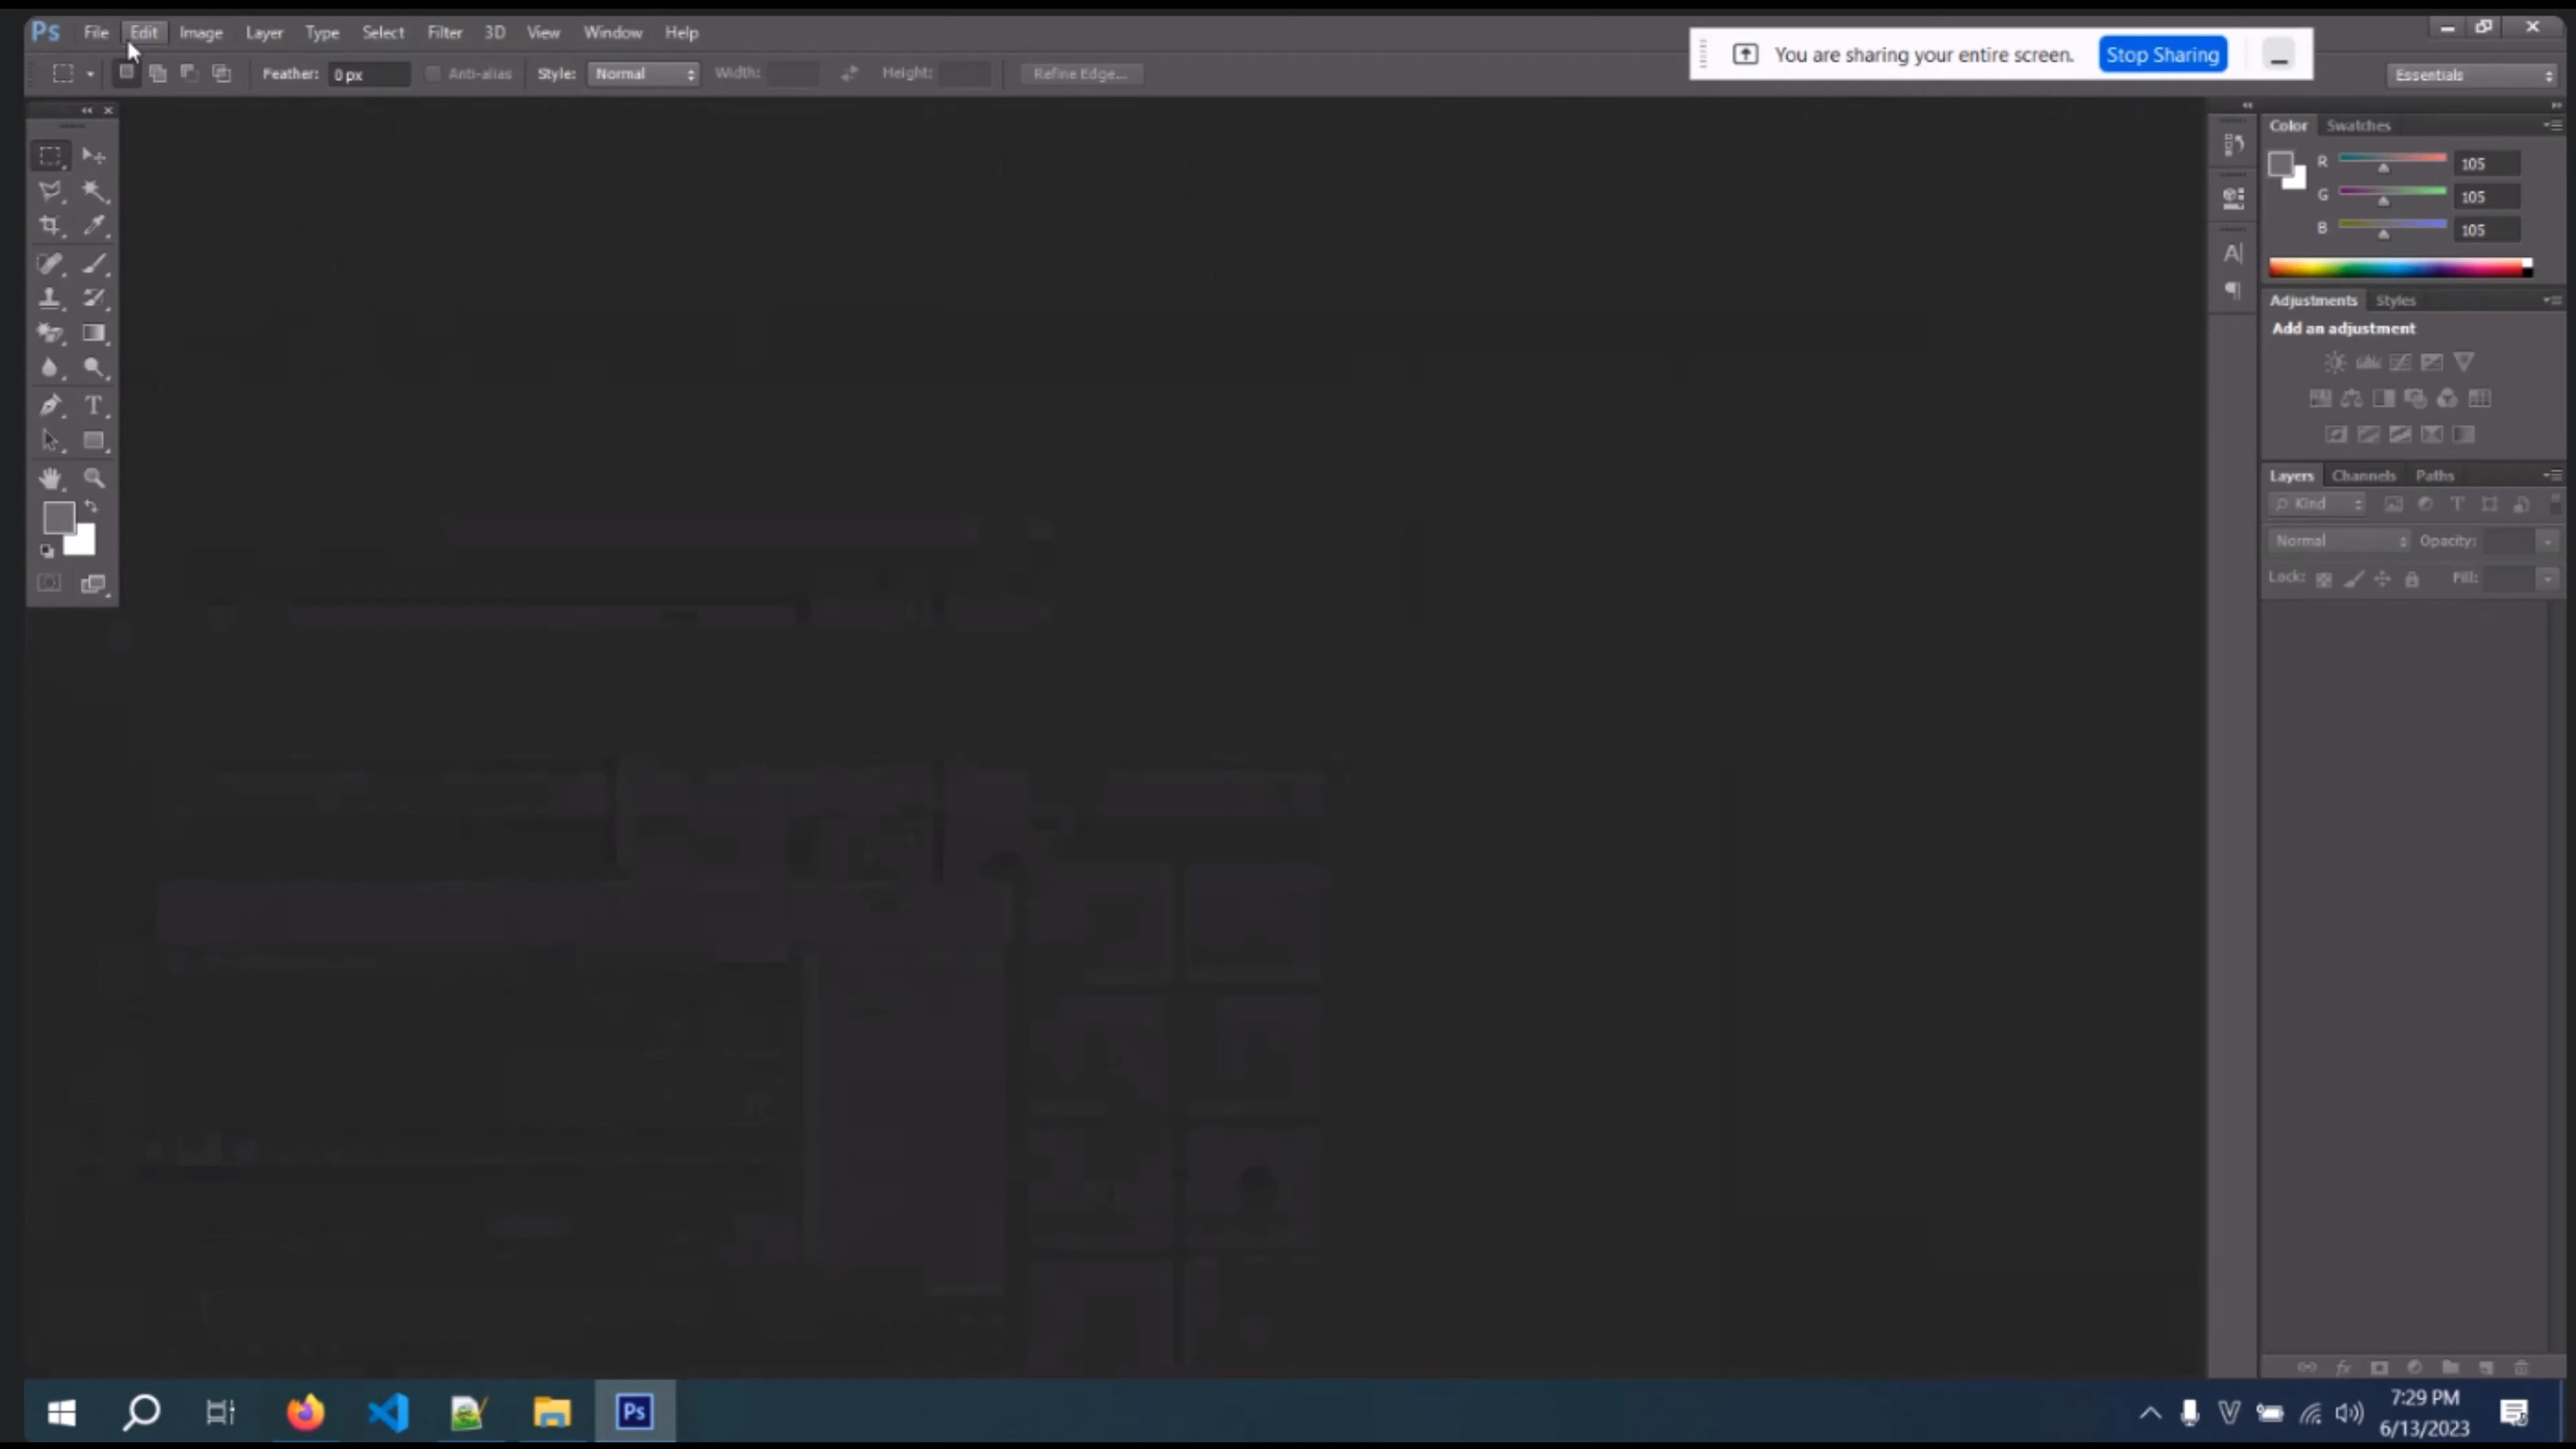 Ps File Edit Image Layer Type Select Filter 3D View Window Help
You are sharing your entire screen. Stop Sharing
Feather: 0 px Anti-alias Style: Normal Width: Height: Refine Edge... Essentials
Color Swatches
R 105
G 105
B 105
Adjustments Styles
Add an adjustment
Layers Channels Paths
Kind
Normal Opacity:
Lock: Fill:
Ps
7:29 PM
6/13/2023